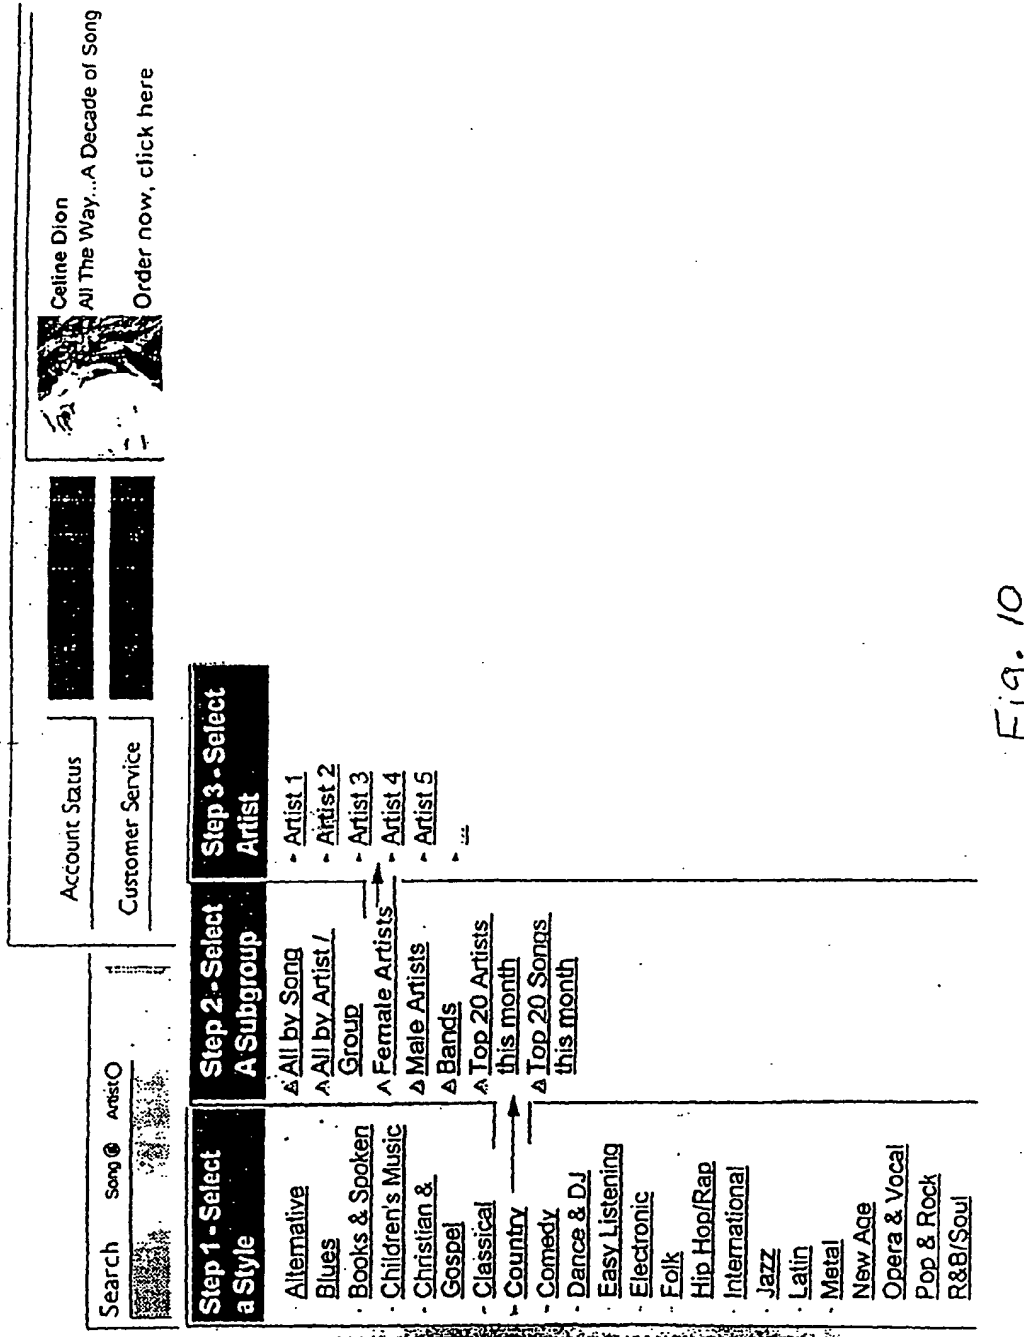 Search Song Artist
Account Status
Customer Service
Celine Dion
All The Way...A Decade of Song
Order now, click here
Step 1 - Select
a Style
Alternative
Blues
Books & Spoken
Children's Music
Christian &
Gospel
Classical
Country
Comedy
Dance & DJ
Easy Listening
Electronic
Folk
Hip Hop/Rap
International
Jazz
Latin
Metal
New Age
Opera & Vocal
Pop & Rock
R&B/Soul
Step 2 - Select
A Subgroup
All by Song
All by Artist /
Group
Female Artists
Male Artists
Bands
Top 20 Artists
this month
Top 20 Songs
this month
Step 3 - Select
Artist
Artist 1
Artist 2
Artist 3
Artist 4
Artist 5
...
Fig. 10